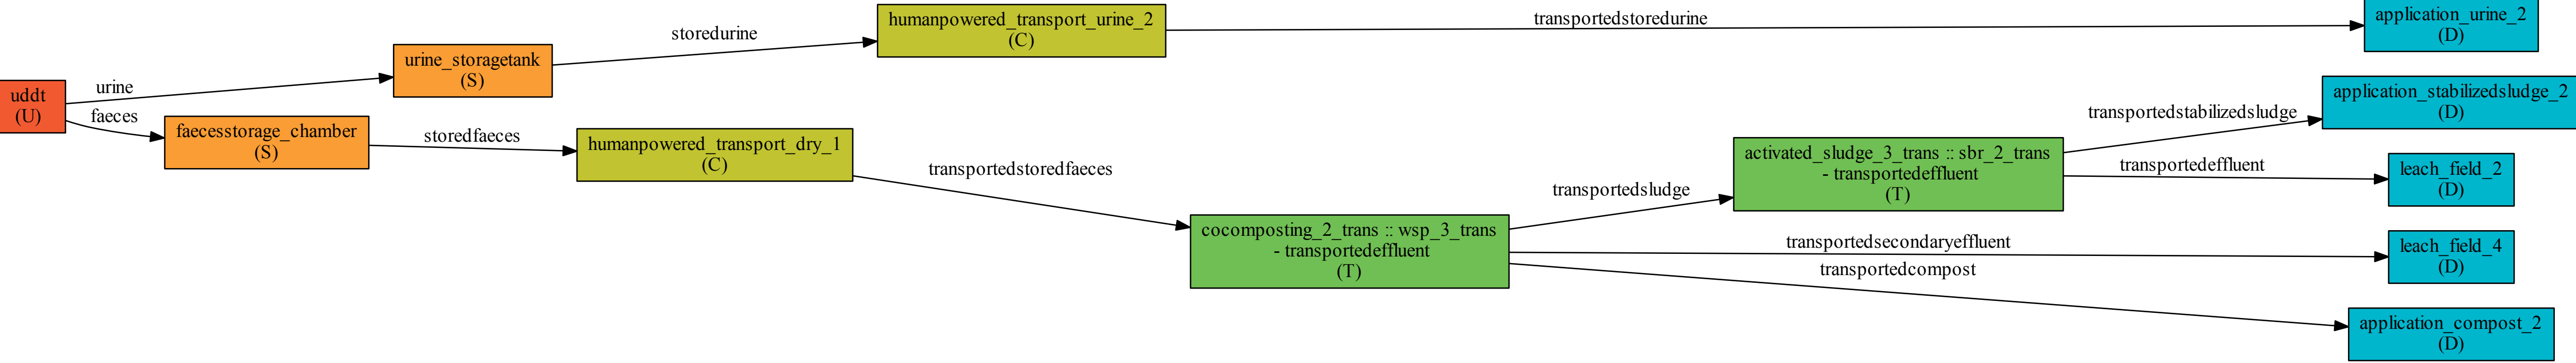 uddt
(U)
urine
faeces
urine_storagetank
(S)
faecesstorage_chamber
(S)
storedurine
storedfaeces
humanpowered_transport_urine_2
(C)
humanpowered_transport_dry_1
(C)
transportedstoredurine
transportedstoredfaeces
cocomposting_2_trans :: wsp_3_trans
- transportedeffluent
(T)
transportedsludge
transportedsecondaryeffluent
transportedcompost
activated_sludge_3_trans :: sbr_2_trans
- transportedeffluent
(T)
transportedstabilizedsludge
transportedeffluent
application_urine_2
(D)
application_stabilizedsludge_2
(D)
leach_field_2
(D)
leach_field_4
(D)
application_compost_2
(D)